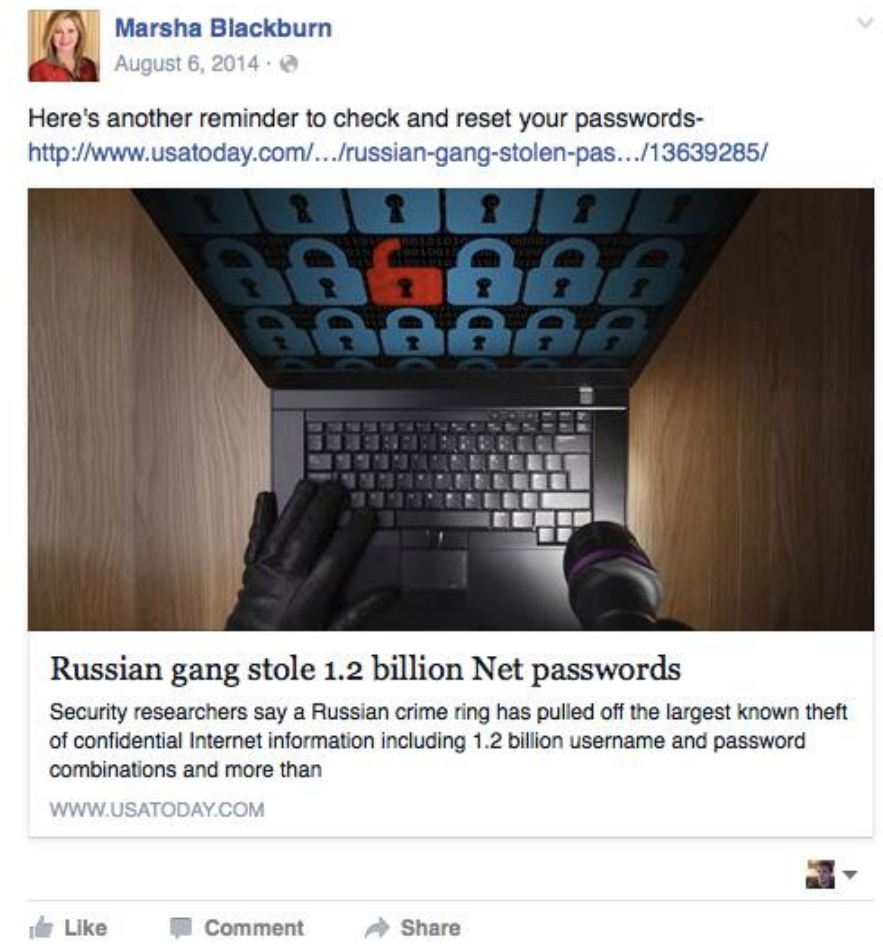 Marsha Blackburn
August 6, 2014 ·
Here's another reminder to check and reset your passwords-
http://www.usatoday.com/.../russian-gang-stolen-pas.../13639285/
Russian gang stole 1.2 billion Net passwords
Security researchers say a Russian crime ring has pulled off the largest known theft
of confidential Internet information including 1.2 billion username and password
combinations and more than
WWW.USATODAY.COM
Like Comment Share